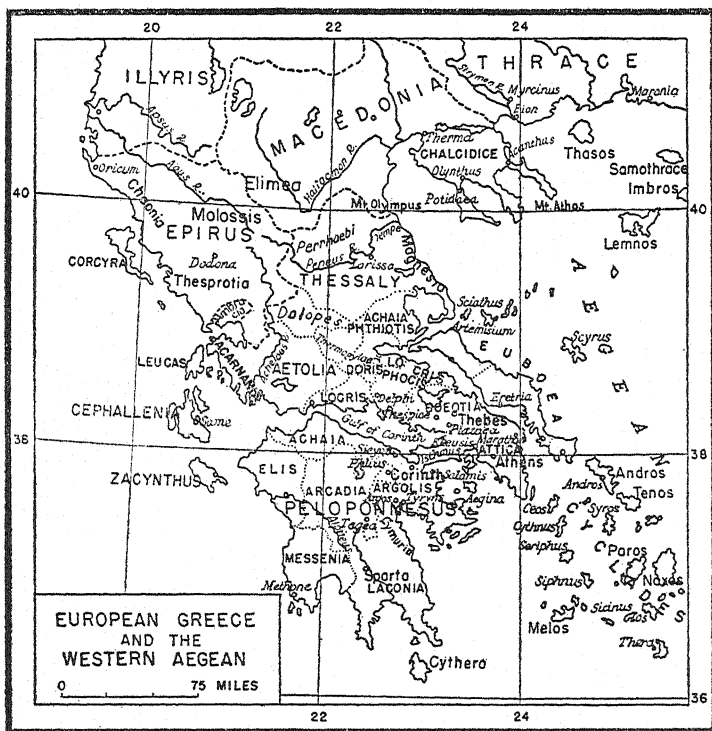 20
22
24
THRACE
ILLYRIS
Strymon R.
Myrcinus
Maronia
Eion
MACEDONIA
Apsus R.
Therma
Acanthus
CHALCIDICE
Thasos
Haliacmon R.
Olynthus
Samothrace
Oricum
Aous R.
Elimea
Imbros
40
Mt. Olympus
Potidaea
Mt. Athos
40
Chaonia
Molossis
EPIRUS
Perrhaebi
Tempe
Magnesia
Lemnos
CORCYRA
Dodona
Peneus R.
Larissa
Thesprotia
THESSALY
AEGEAN
Sciathus
Dolopes
ACHAIA
PHTHIOTIS
Artemisium
Scyrus
EUBOEA
LEUCAS
ACARNANIA
Achelous R.
Thermopylae
AETOLIA
DORIS
LOCRIS
PHOCIS
Eretria
LOCRIS
Delphi
BOEOTIA
CEPHALLENIA
Same
Thespiae
Thebes
38
Plataea
38
Gulf of Corinth
Eleusis
Marathon
ACHAIA
Megara
ATTICA
Athens
ZACYNTHUS
ELIS
Sicyon
Phlius
Corinth
Salamis
Andros
ARCADIA
ARGOLIS
Andros
Tenos
Argos
Tiryns
Aegina
Ceos
Syros
PELOPONNESUS
Tegea
Cythnus
Cynuria
Seriphus
MESSENIA
Paros
Sparta
LACONIA
Siphnus
Naxos
Methone
Sicinus
Ios
Melos
Thera
Cythera
EUROPEAN GREECE
AND THE
WESTERN AEGEAN
0 75 MILES
36
22
24